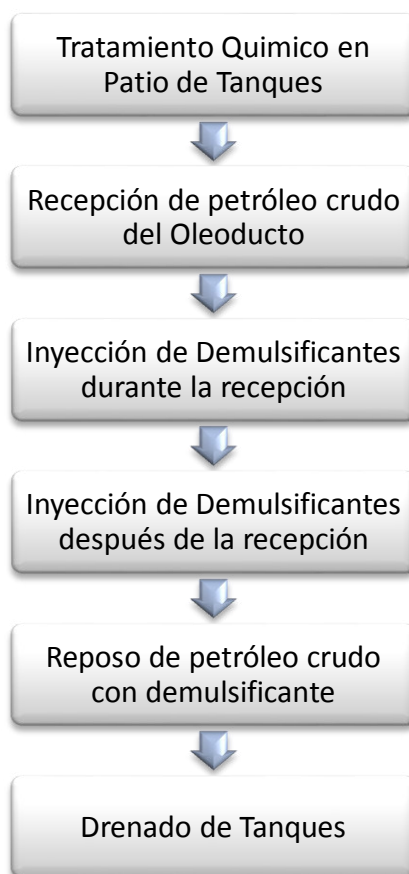 Tratamiento Quimico en
Patio de Tanques
Recepción de petróleo crudo
del Oleoducto
Inyección de Demulsificantes
durante la recepción
Inyección de Demulsificantes
después de la recepción
Reposo de petróleo crudo
con demulsificante
Drenado de Tanques